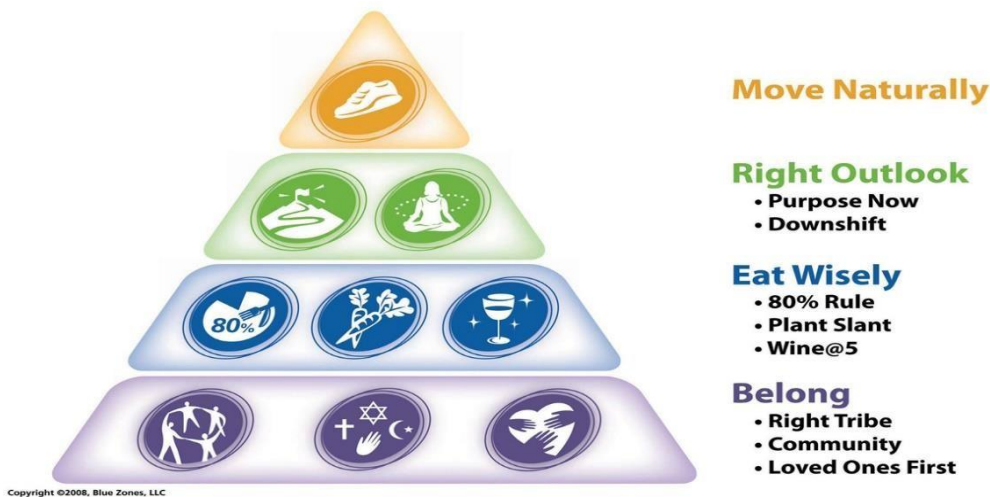 Move Naturally
Right Outlook
• Purpose Now
• Downshift
Eat Wisely
• 80% Rule
• Plant Slant
• Wine@5
Belong
• Right Tribe
• Community
• Loved Ones First
80%
Copyright ©2008, Blue Zones, LLC